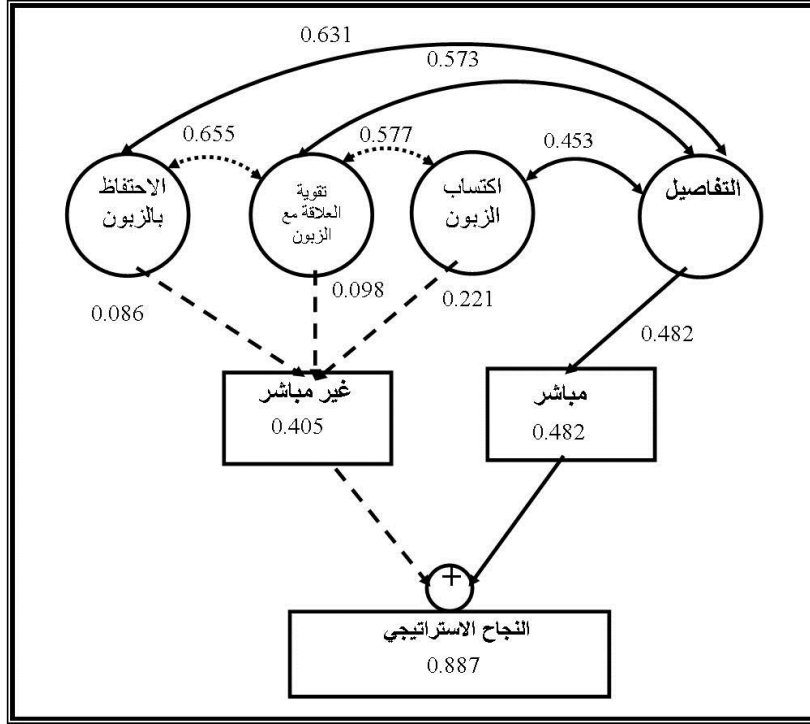 0.631
0.573
0.655
0.577
0.453
التفاصيل
اكتساب
الزبون
تقوية
العلاقة مع
الزبون
الاحتفاظ
بالزبون
0.086
0.098
0.221
0.482
مباشر
0.482
غير مباشر
0.405
+
النجاح الاستراتيجي
0.887